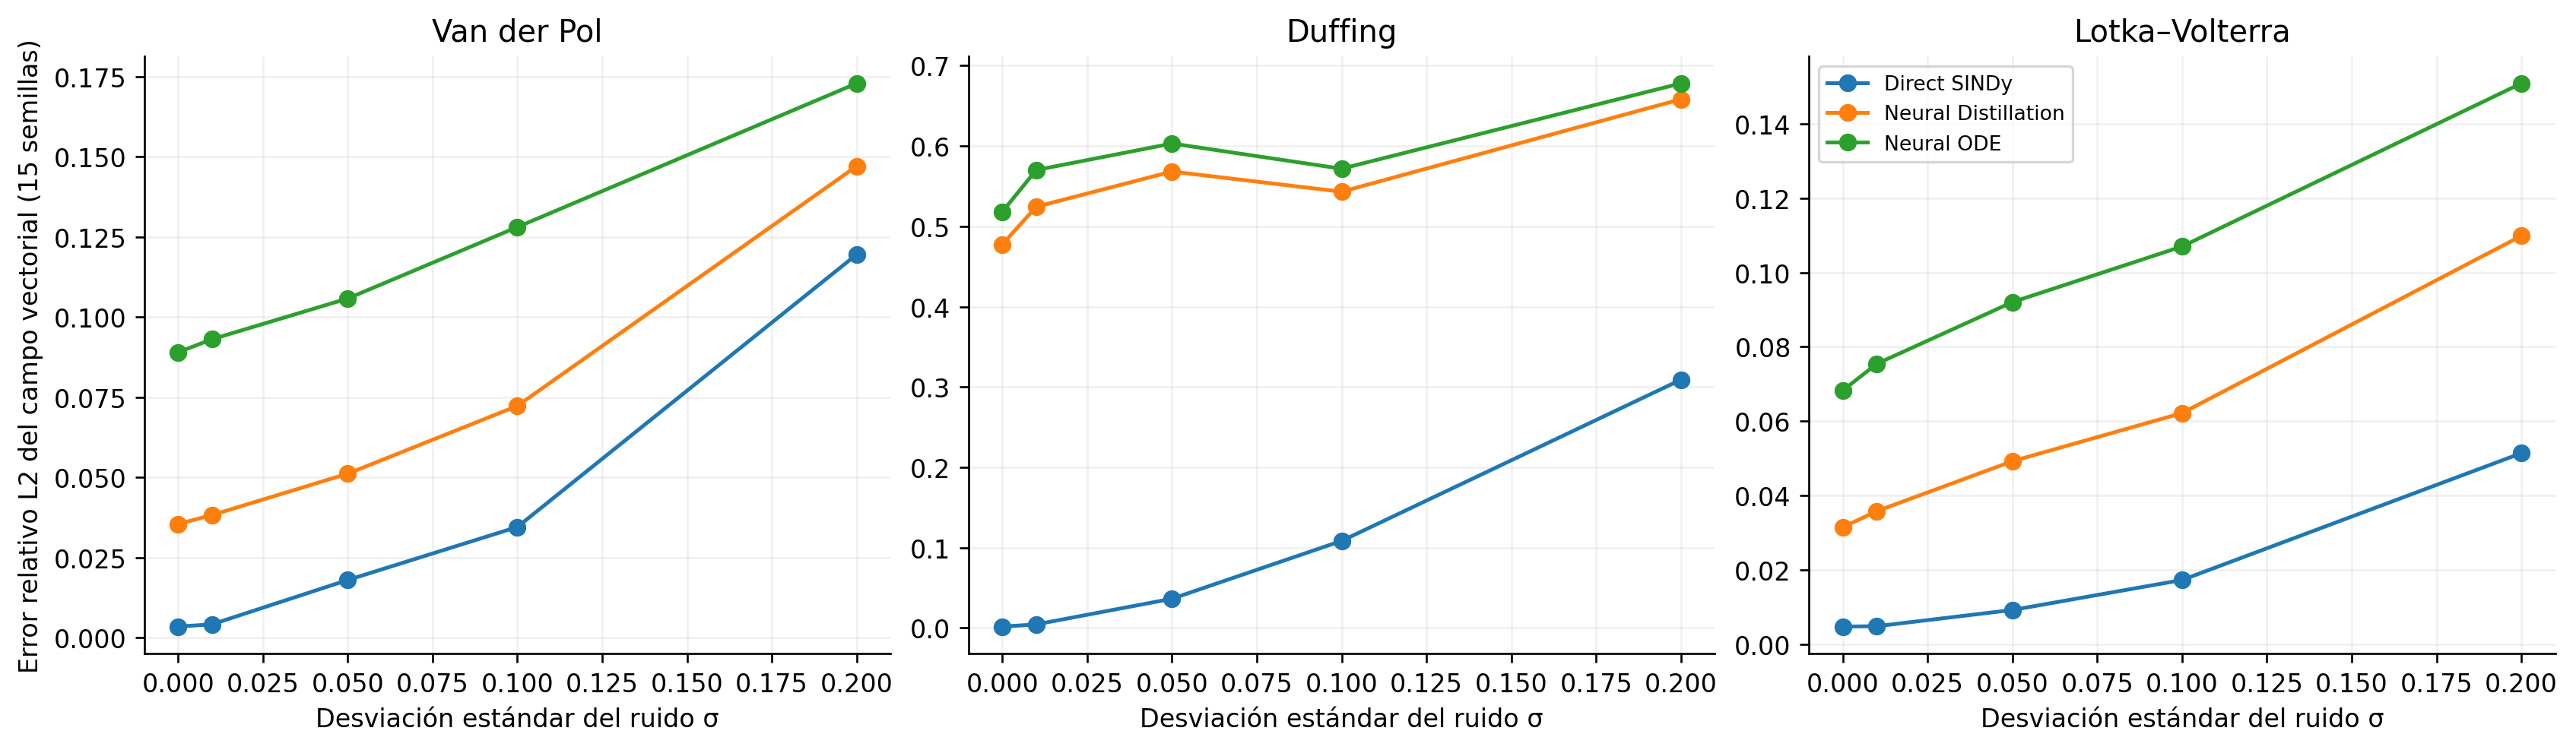 Van der Pol
Error relativo L2 del campo vectorial (15 semillas)
0.175
0.150
0.125
0.100
0.075
0.050
0.025
0.000
0.000 0.025 0.050 0.075 0.100 0.125 0.150 0.175 0.200
Desviación estándar del ruido σ
Duffing
0.7
0.6
0.5
0.4
0.3
0.2
0.1
0.0
0.000 0.025 0.050 0.075 0.100 0.125 0.150 0.175 0.200
Desviación estándar del ruido σ
Lotka–Volterra
Direct SINDy
Neural Distillation
Neural ODE
0.14
0.12
0.10
0.08
0.06
0.04
0.02
0.00
0.000 0.025 0.050 0.075 0.100 0.125 0.150 0.175 0.200
Desviación estándar del ruido σ